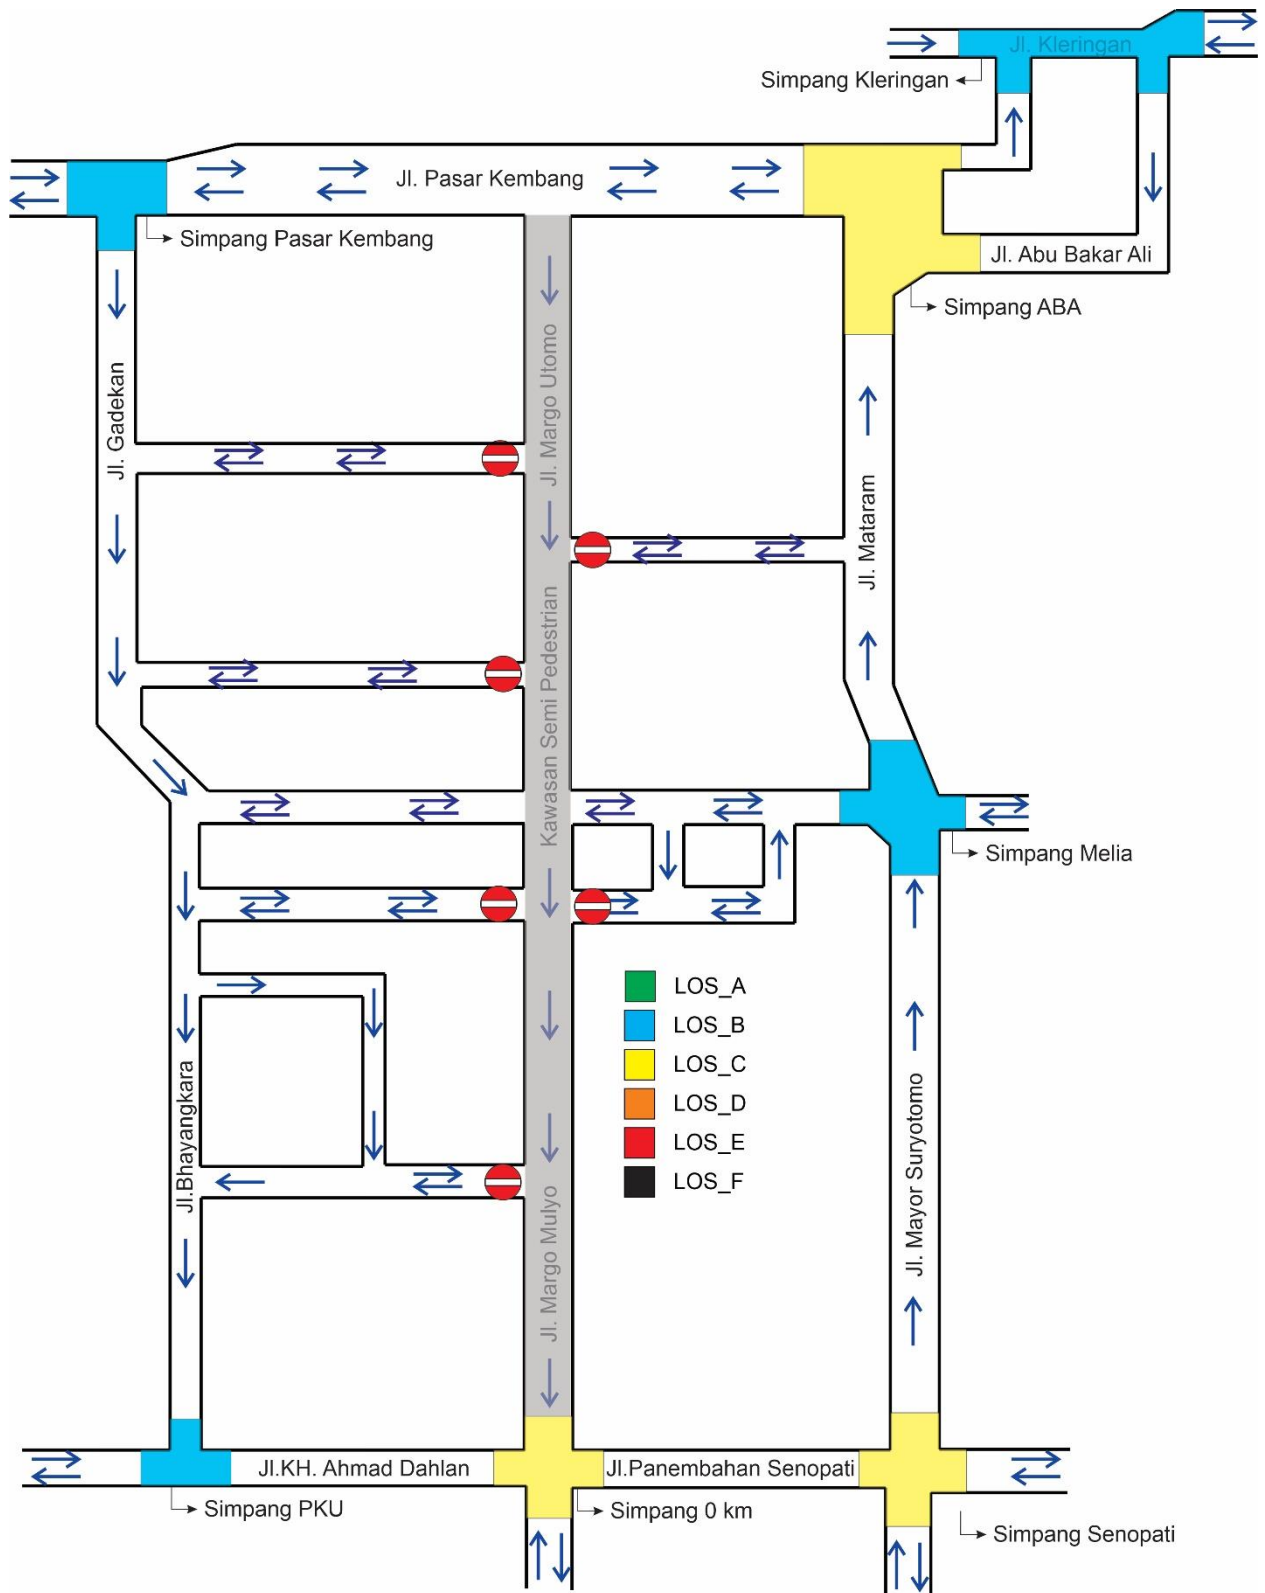 Jl. Kleringan
Simpang Kleringan
Jl. Pasar Kembang
Simpang Pasar Kembang
Jl. Abu Bakar Ali
Simpang ABA
Jl. Gadekan
Jl. Margo Utomo
Jl. Mataram
Kawasan Semi Pedestrian
Simpang Melia
LOS_A
LOS_B
LOS_C
LOS_D
LOS_E
LOS_F
Jl.Bhayangkara
Jl. Margo Mulyo
Jl. Mayor Suryotomo
Jl.KH. Ahmad Dahlan
Jl.Panembahan Senopati
Simpang PKU
Simpang 0 km
Simpang Senopati